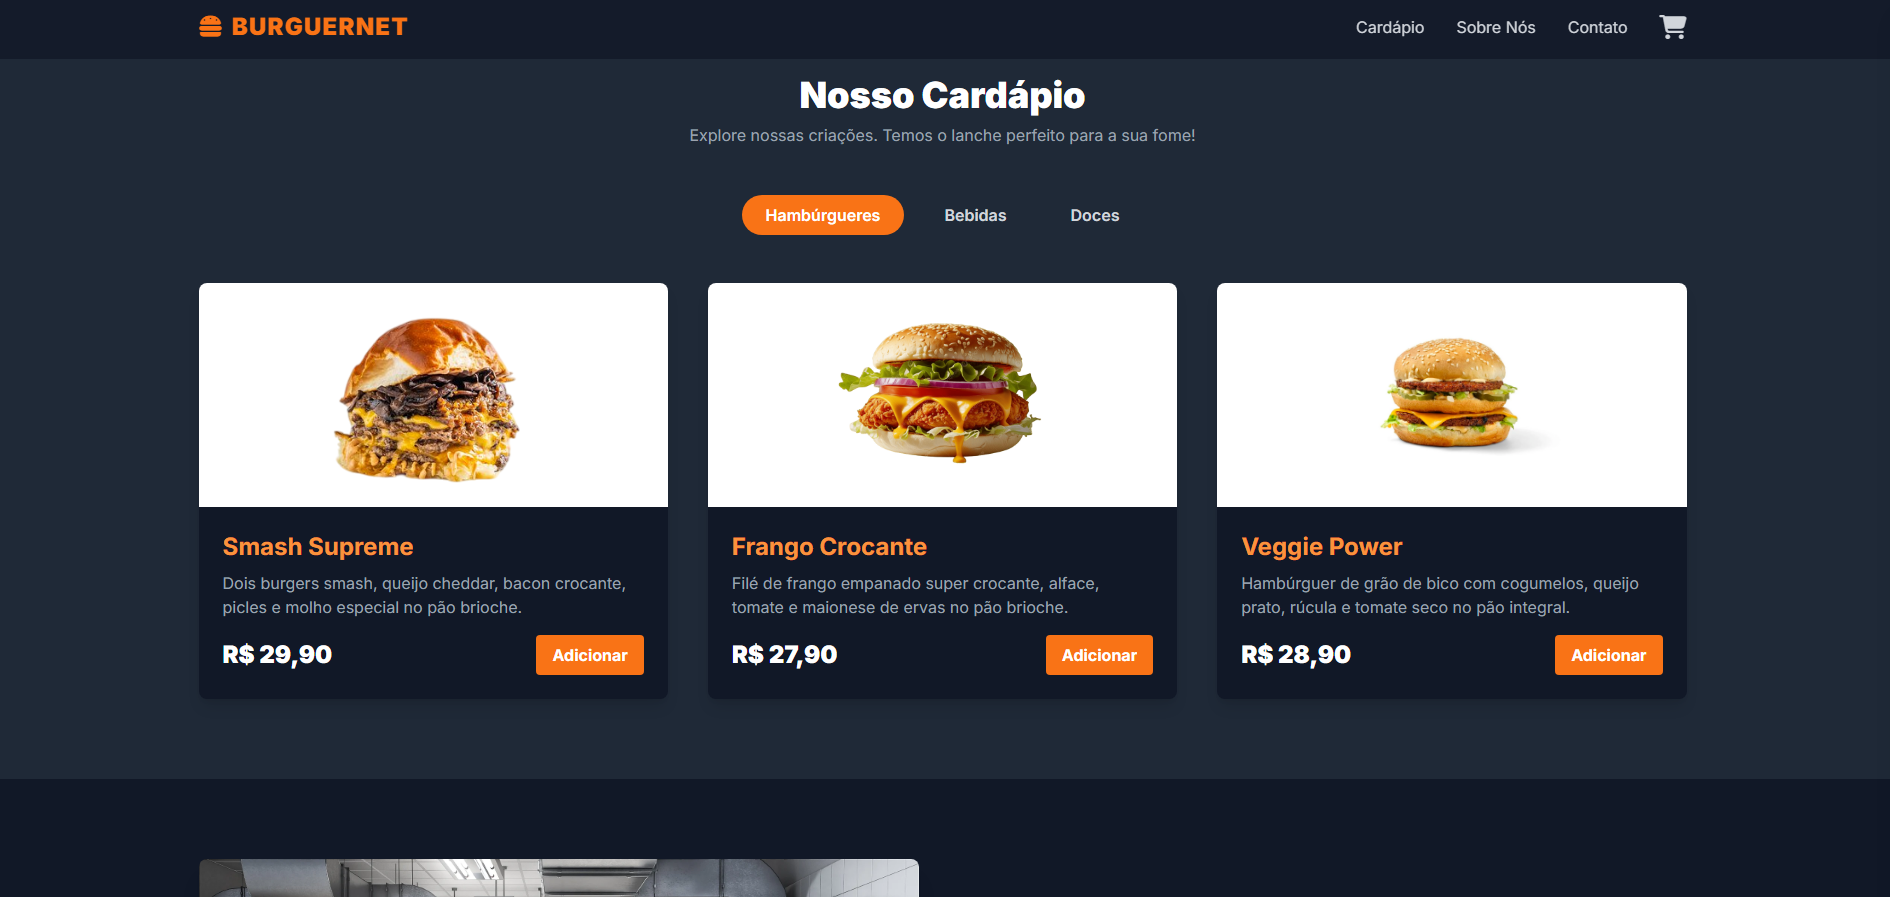 BURGUERNET
Cardápio Sobre Nós Contato
Nosso Cardápio
Explore nossas criações. Temos o lanche perfeito para a sua fome!
Hambúrgueres Bebidas Doces
Smash Supreme
Dois burgers smash, queijo cheddar, bacon crocante,
picles e molho especial no pão brioche.
R$ 29,90 Adicionar
Frango Crocante
Filé de frango empanado super crocante, alface,
tomate e maionese de ervas no pão brioche.
R$ 27,90 Adicionar
Veggie Power
Hambúrguer de grão de bico com cogumelos, queijo
prato, rúcula e tomate seco no pão integral.
R$ 28,90 Adicionar